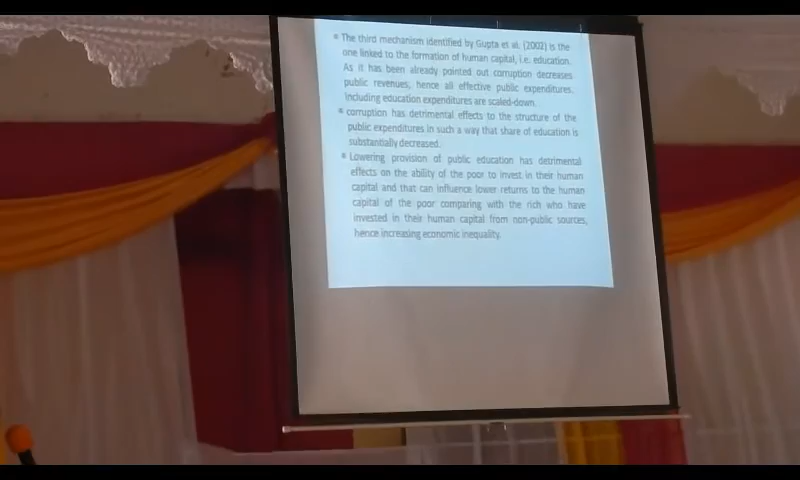 The third mechanism identified by Gupta et al. (2002) is the
one linked to the formation of human capital, i.e. education.
As it has been already pointed out corruption decreases
public revenues, hence all effective public expenditures,
including education expenditures are scaled-down.
corruption has detrimental effects to the structure of the
public expenditures in such a way that share of education is
substantially decreased.
Lowering provision of public education has detrimental
effects on the ability of the poor to invest in their human
capital and that can influence lower returns to the human
capital of the poor comparing with the rich who have
invested in their human capital from non-public sources,
hence increasing economic inequality.